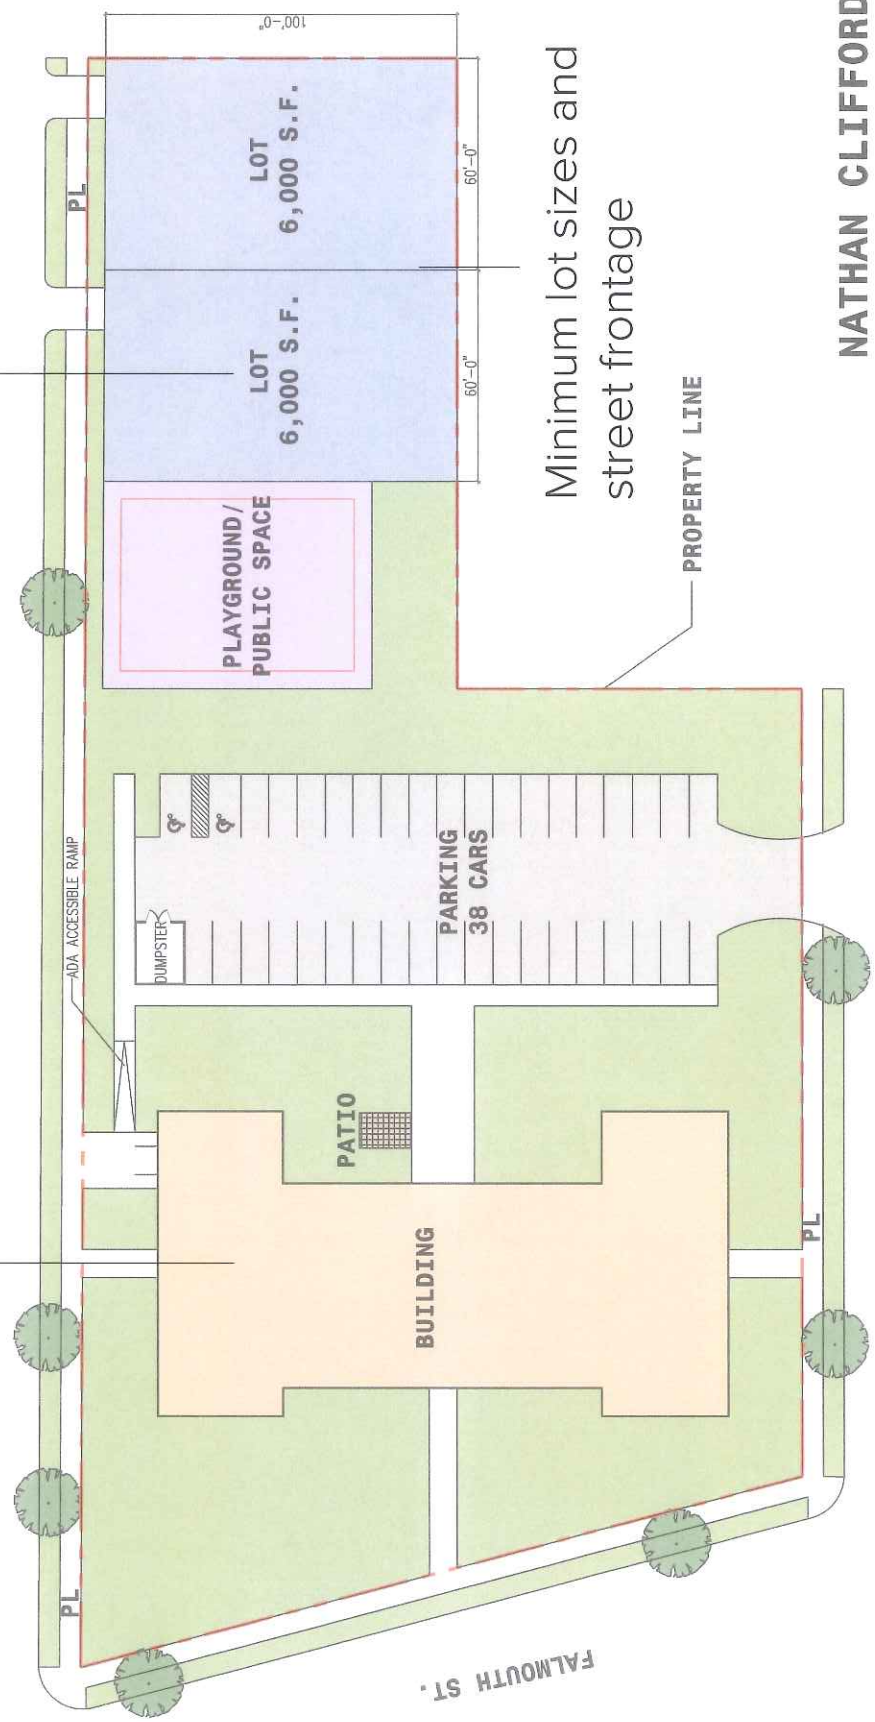 FALMOUTH ST.
PL
PL
BUILDING
PATIO
ADA ACCESSIBLE RAMP
DUMPSTER
PARKING
38 CARS
PLAYGROUND/
PUBLIC SPACE
PL
LOT
6,000 S.F.
LOT
6,000 S.F.
60'-0"
60'-0"
100'-0"
PROPERTY LINE
Minimum lot sizes and
street frontage
NATHAN CLIFFORD